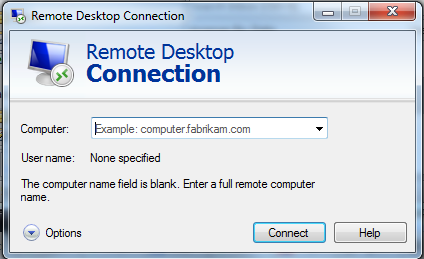 Remote Desktop Connection
Remote Desktop
Connection
Computer: Example: computer.fabrikam.com
User name: None specified
The computer name field is blank. Enter a full remote computer
name.
Options Connect Help